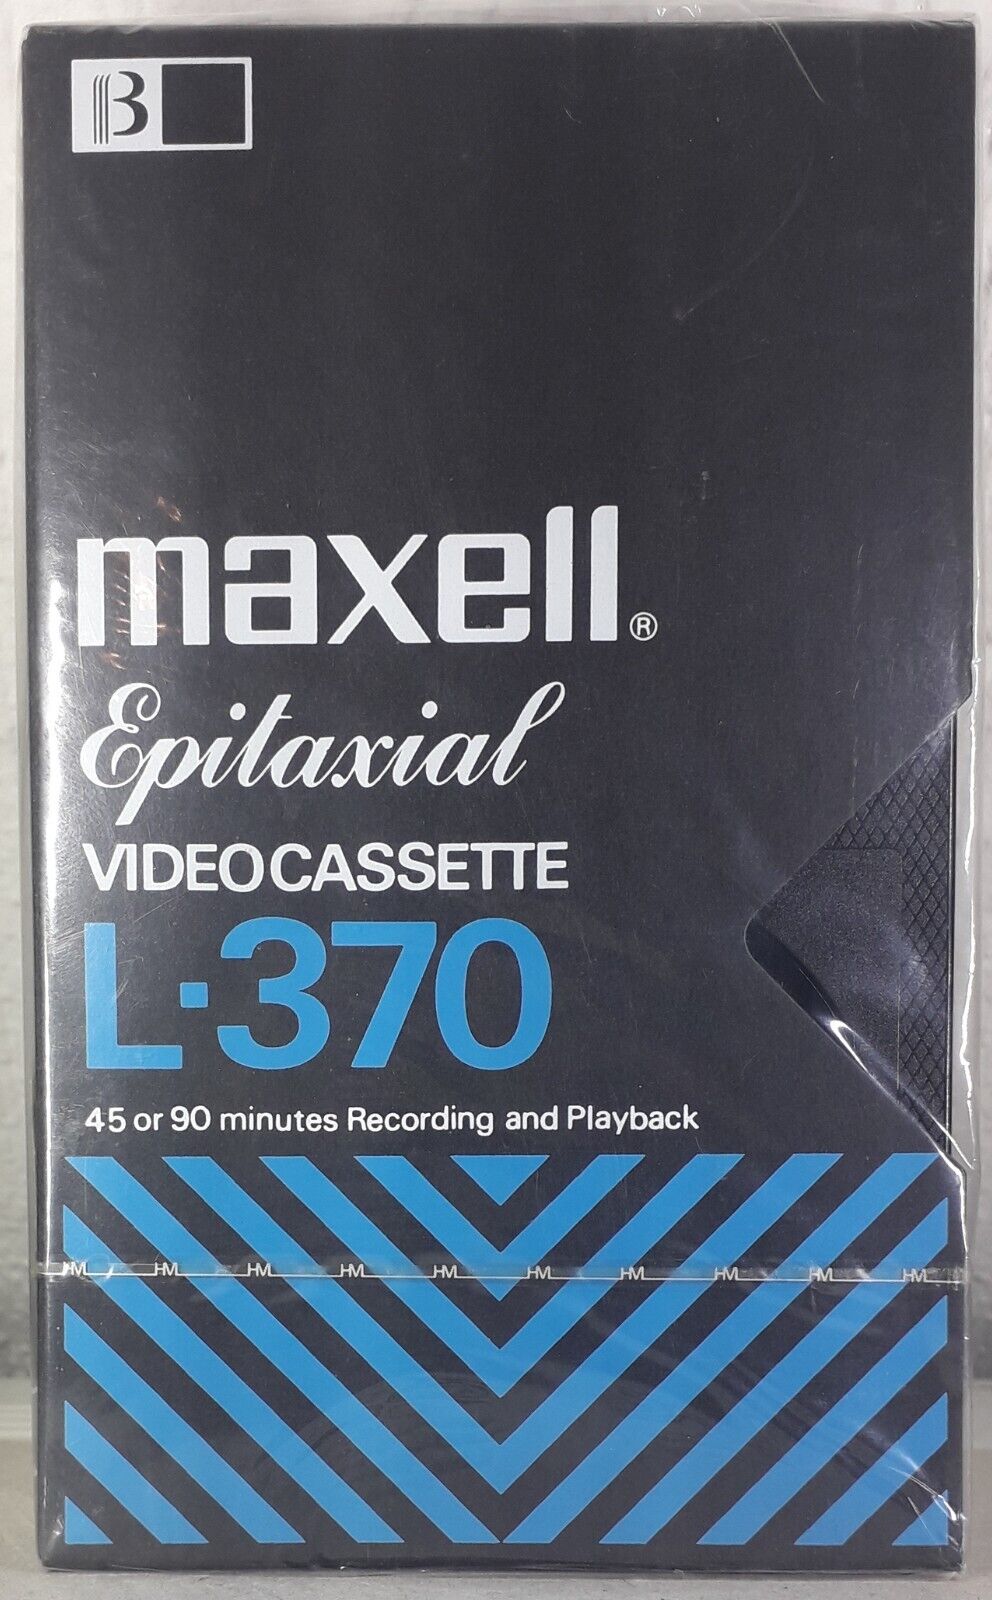 B
maxell®
Epitaxial
VIDEOCASSETTE
L·370
45 or 90 minutes Recording and Playback
HM HM HM HM HM HM HM HM HM HM